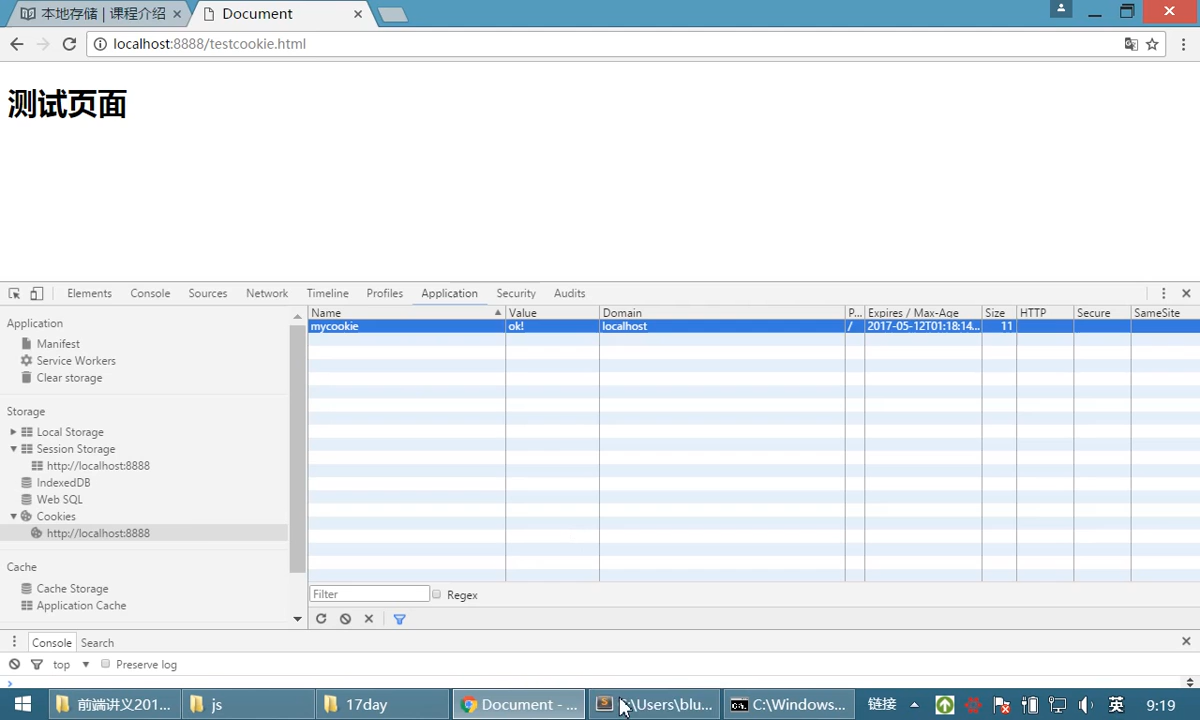 本地存储 | 课程介绍
Document
localhost:8888/testcookie.html
测试页面
Elements Console Sources Network Timeline Profiles Application Security Audits
Application
Manifest
Service Workers
Clear storage
Storage
Local Storage
Session Storage
http://localhost:8888
IndexedDB
Web SQL
Cookies
http://localhost:8888
Cache
Cache Storage
Application Cache
Name Value Domain P... Expires / Max-Age Size HTTP Secure SameSite
mycookie ok! localhost / 2017-05-12T01:18:14... 11
Filter Regex
Console Search
top Preserve log
前端讲义201... js 17day Document - ... :\Users\blu... C:\Windows... 链接 英 9:19